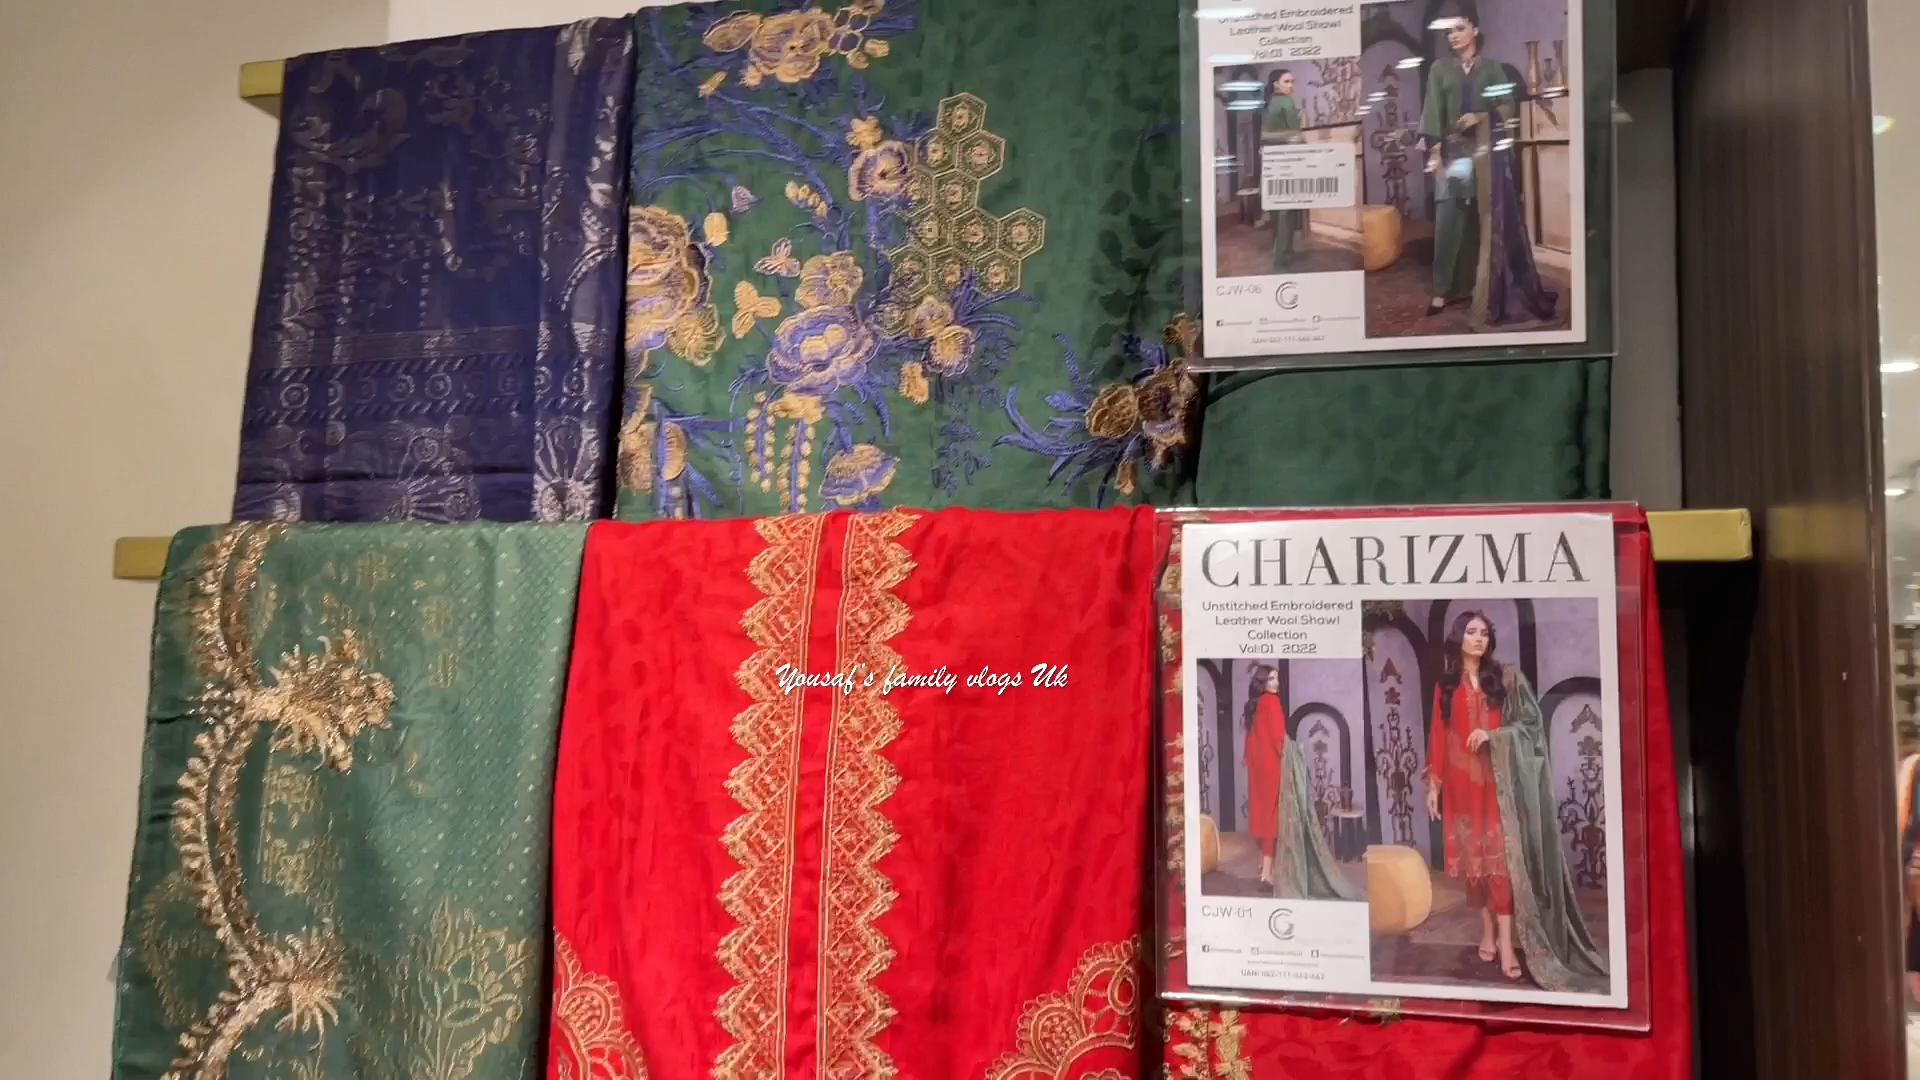 Unstitched Embroidered
Leather Wool Shawl
Collection
Vol:01 2022
CJW-06
CHARIZMA
Unstitched Embroidered
Leather Wool Shawl
Collection
Vol:01 2022
Yousaf's family vlogs Uk
CJW-01